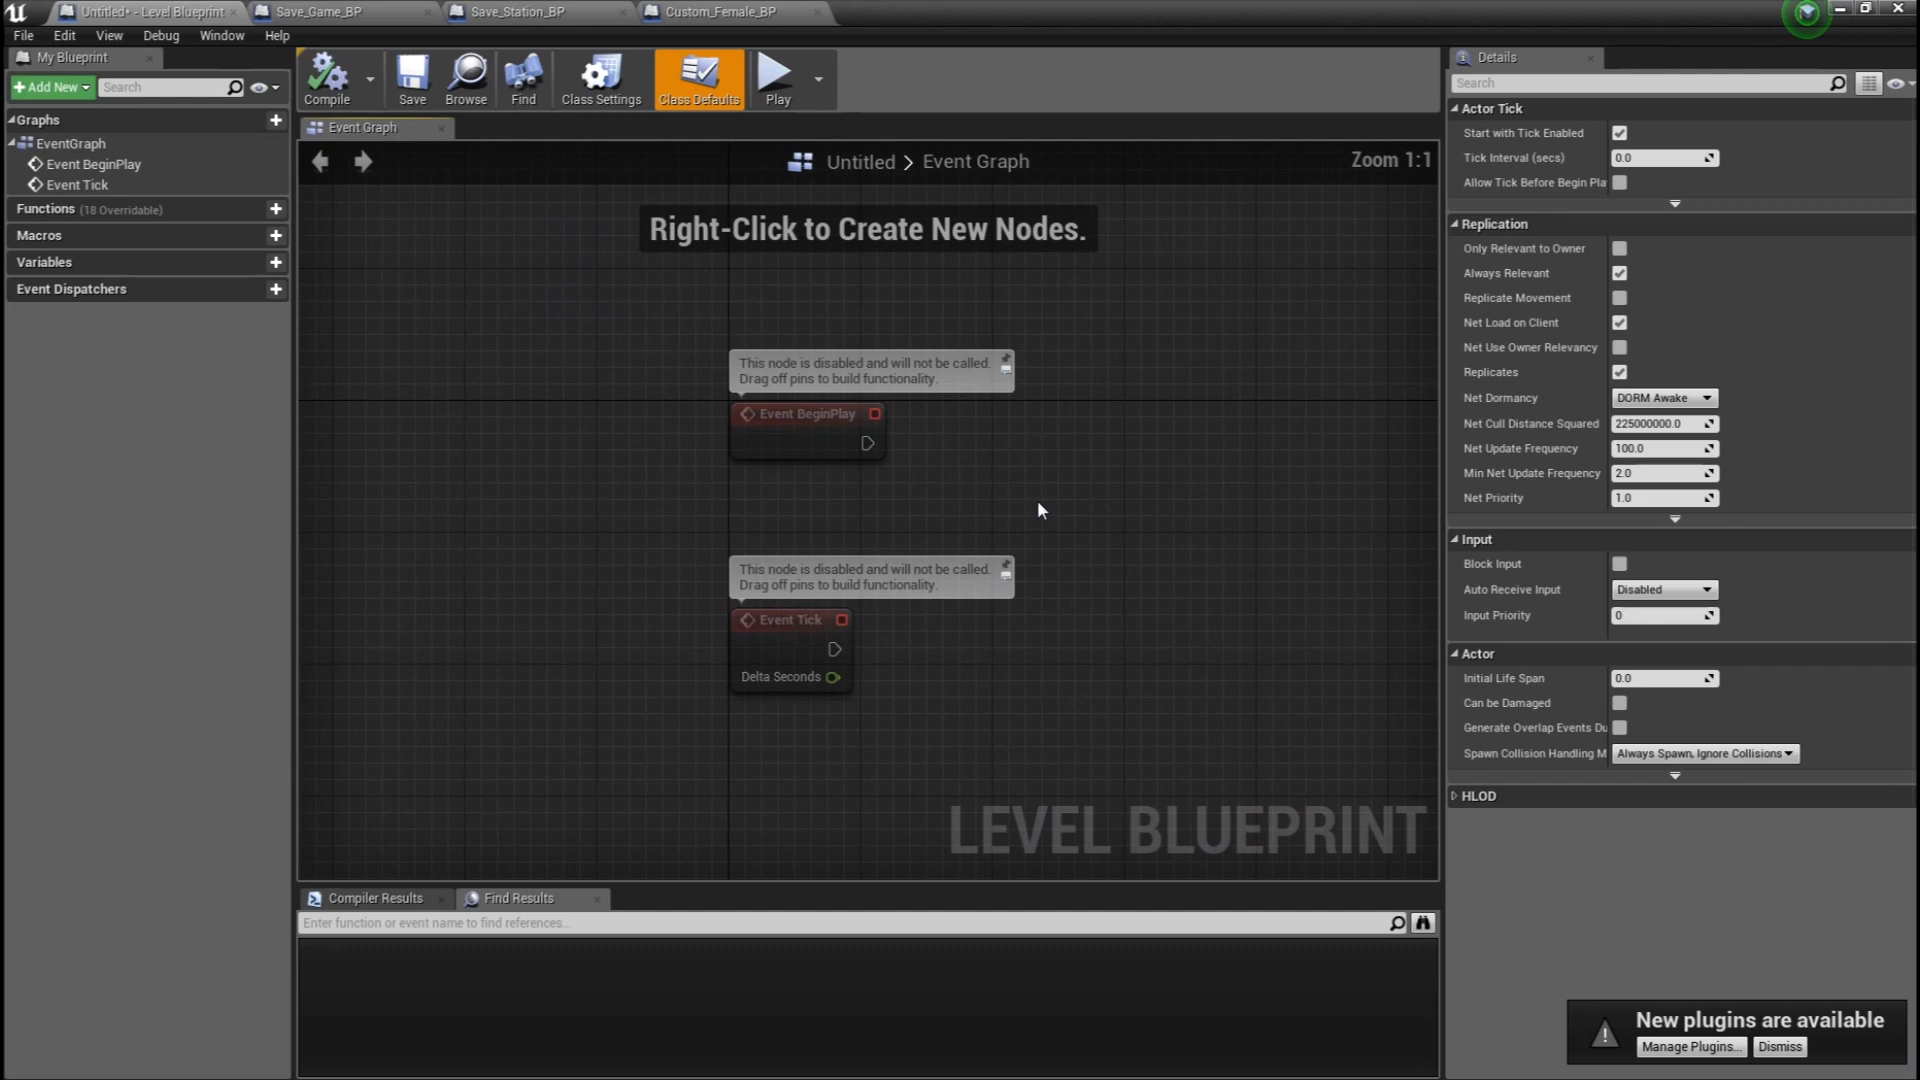 Untitled* - Level Blueprint
Save_Game_BP
Save_Station_BP
Custom_Female_BP
File Edit View Debug Window Help
My Blueprint
Add New
Search
Graphs
EventGraph
Event BeginPlay
Event Tick
Functions (18 Overridable)
Macros
Variables
Event Dispatchers
Compile
Save
Browse
Find
Class Settings
Class Defaults
Play
Event Graph
Untitled > Event Graph
Zoom 1:1
Right-Click to Create New Nodes.
This node is disabled and will not be called.
Drag off pins to build functionality.
Event BeginPlay
This node is disabled and will not be called.
Drag off pins to build functionality.
Event Tick
Delta Seconds
LEVEL BLUEPRINT
Compiler Results
Find Results
Enter function or event name to find references...
Details
Search
Actor Tick
Start with Tick Enabled
Tick Interval (secs) 0.0
Allow Tick Before Begin Pla
Replication
Only Relevant to Owner
Always Relevant
Replicate Movement
Net Load on Client
Net Use Owner Relevancy
Replicates
Net Dormancy DORM Awake
Net Cull Distance Squared 225000000.0
Net Update Frequency 100.0
Min Net Update Frequency 2.0
Net Priority 1.0
Input
Block Input
Auto Receive Input Disabled
Input Priority 0
Actor
Initial Life Span 0.0
Can be Damaged
Generate Overlap Events Du
Spawn Collision Handling M Always Spawn, Ignore Collisions
HLOD
New plugins are available
Manage Plugins... Dismiss